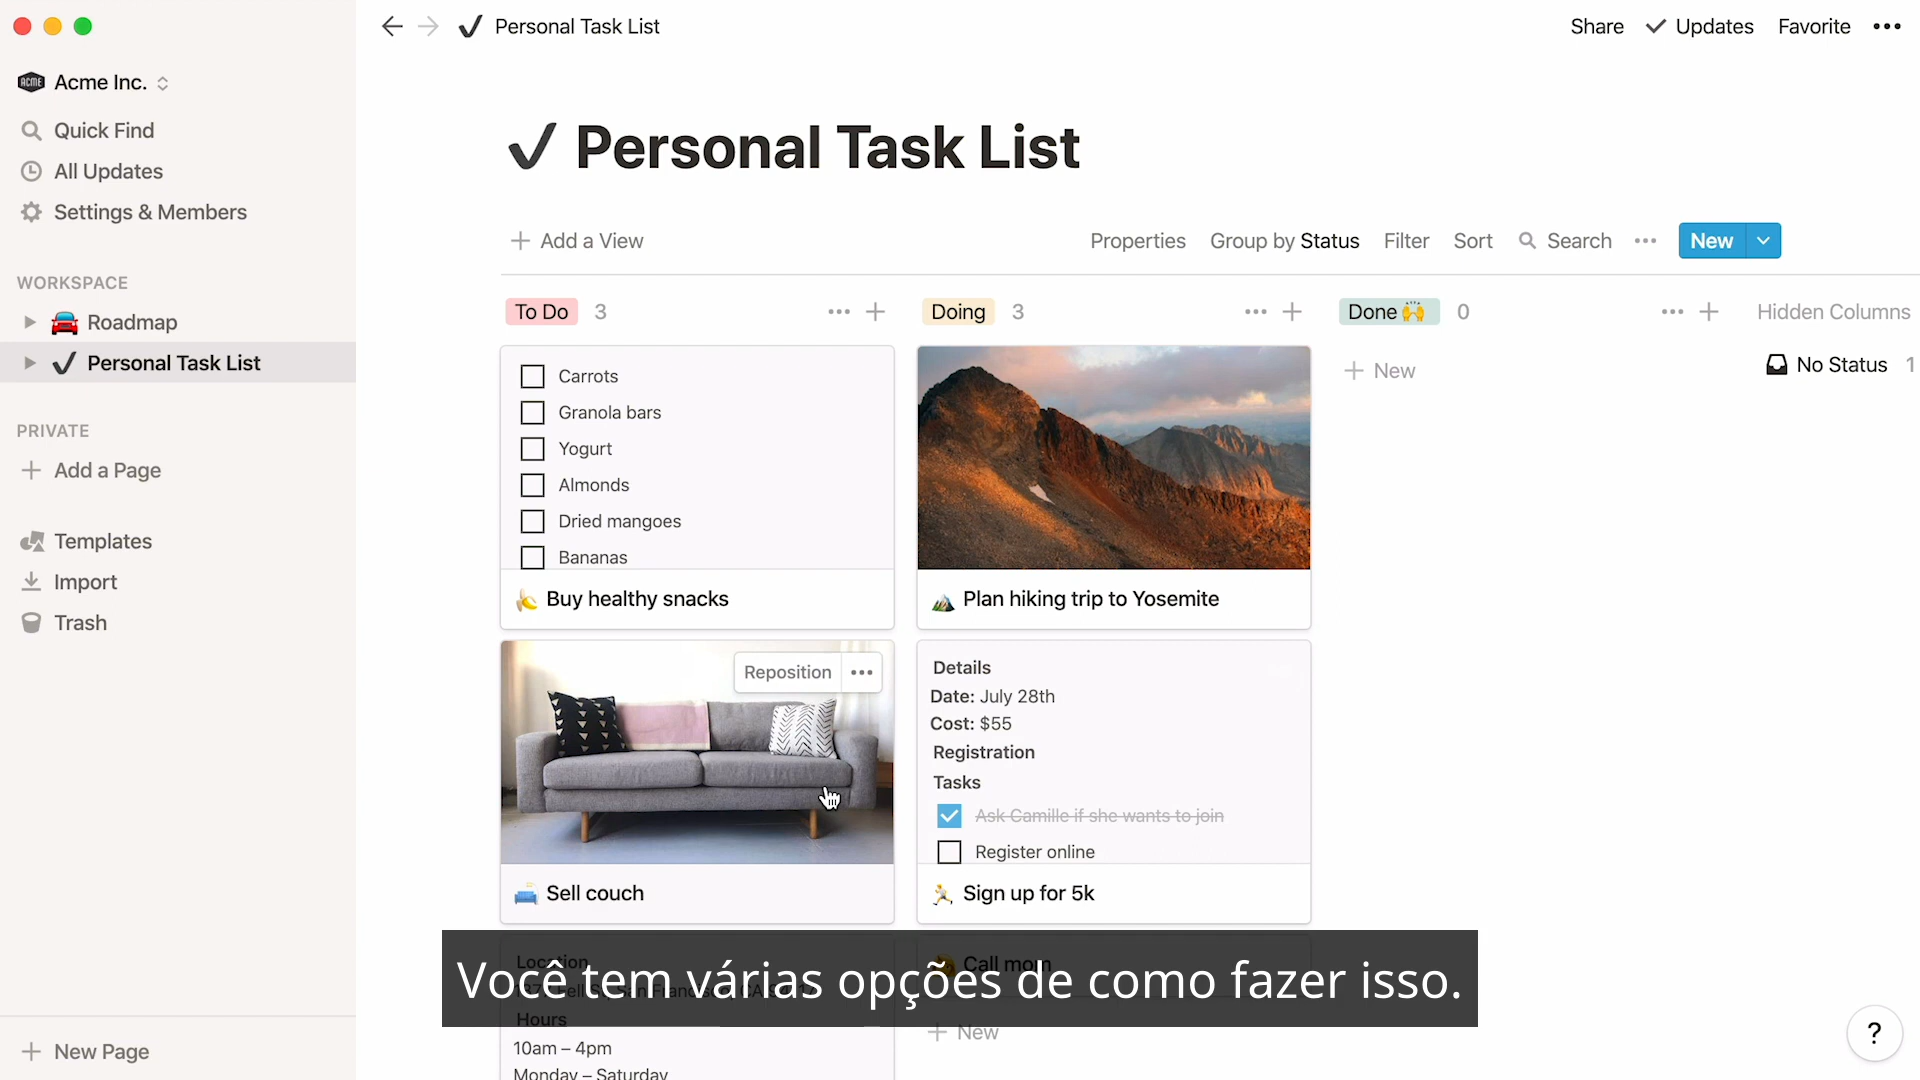 Personal Task List
Share
Updates
Favorite
ACME
Acme Inc.
Quick Find
All Updates
Settings & Members
WORKSPACE
Roadmap
Personal Task List
PRIVATE
Add a Page
Templates
Import
Trash
New Page
Personal Task List
Add a View
Properties
Group by Status
Filter
Sort
Search
New
To Do 3
Carrots
Granola bars
Yogurt
Almonds
Dried mangoes
Bananas
Buy healthy snacks
Reposition
Sell couch
Location
Hours
10am – 4pm
Monday – Saturday
Doing 3
Plan hiking trip to Yosemite
Details
Date: July 28th
Cost: $55
Registration
Tasks
Ask Camille if she wants to join
Register online
Sign up for 5k
Call mom
New
Done 🙌 0
New
Hidden Columns
No Status 1
Você tem várias opções de como fazer isso.
?